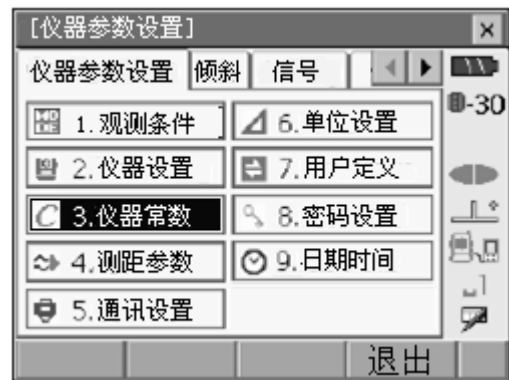 [仪器参数设置]
×
仪器参数设置 倾斜 信号
1.观测条件
2.仪器设置
3.仪器常数
4.测距参数
5.通讯设置
6.单位设置
7.用户定义
8.密码设置
9.日期时间
-30
退出